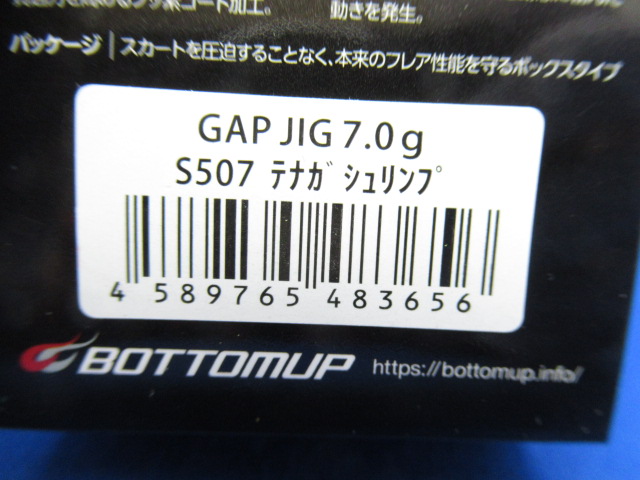 動きを発生。
パッケージ | スカートを圧迫することなく、本来のフレア性能を守るボックスタイプ
GAP JIG 7.0 g
S507 ﾃﾅｶﾞ ｼｭﾘﾝﾌﾟ
4 589765 483656
BOTTOMUP
https://bottomup.info/